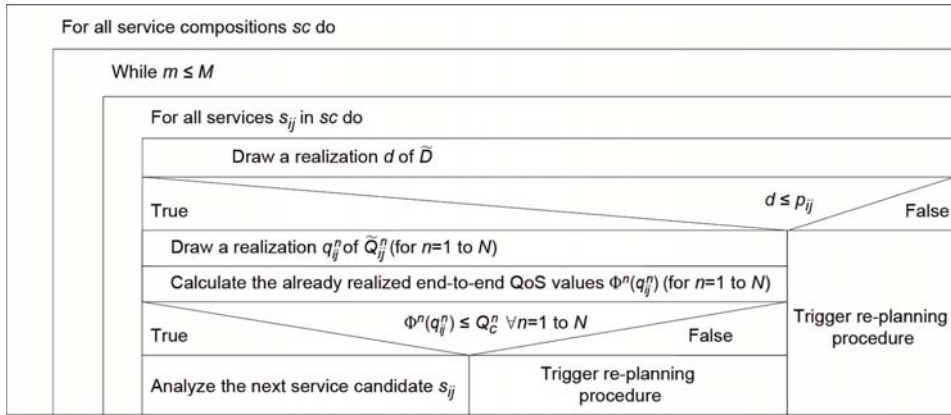 For all service compositions sc do
While m ≤ M
For all services s_ij in sc do
Draw a realization d of D̃
d ≤ p_ij
True
False
Draw a realization q_ij^n of Q̃_ij^n (for n=1 to N)
Calculate the already realized end-to-end QoS values Φ^n(q_ij^n) (for n=1 to N)
Φ^n(q_ij^n) ≤ Q_c^n ∀n=1 to N
True
False
Analyze the next service candidate s_ij
Trigger re-planning
procedure
Trigger re-planning
procedure